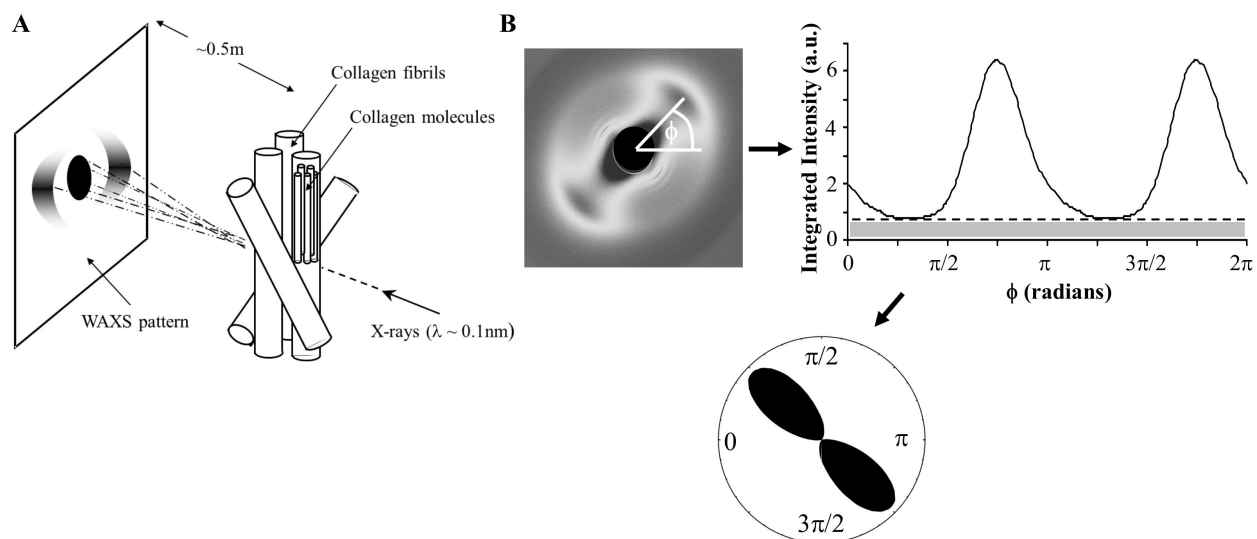 A
~0.5m
Collagen fibrils
Collagen molecules
WAXS pattern
X-rays (λ ~ 0.1nm)
B
ϕ
Integrated Intensity (a.u.)
6
4
2
0
0
π/2
π
3π/2
2π
ϕ (radians)
π/2
0
π
3π/2